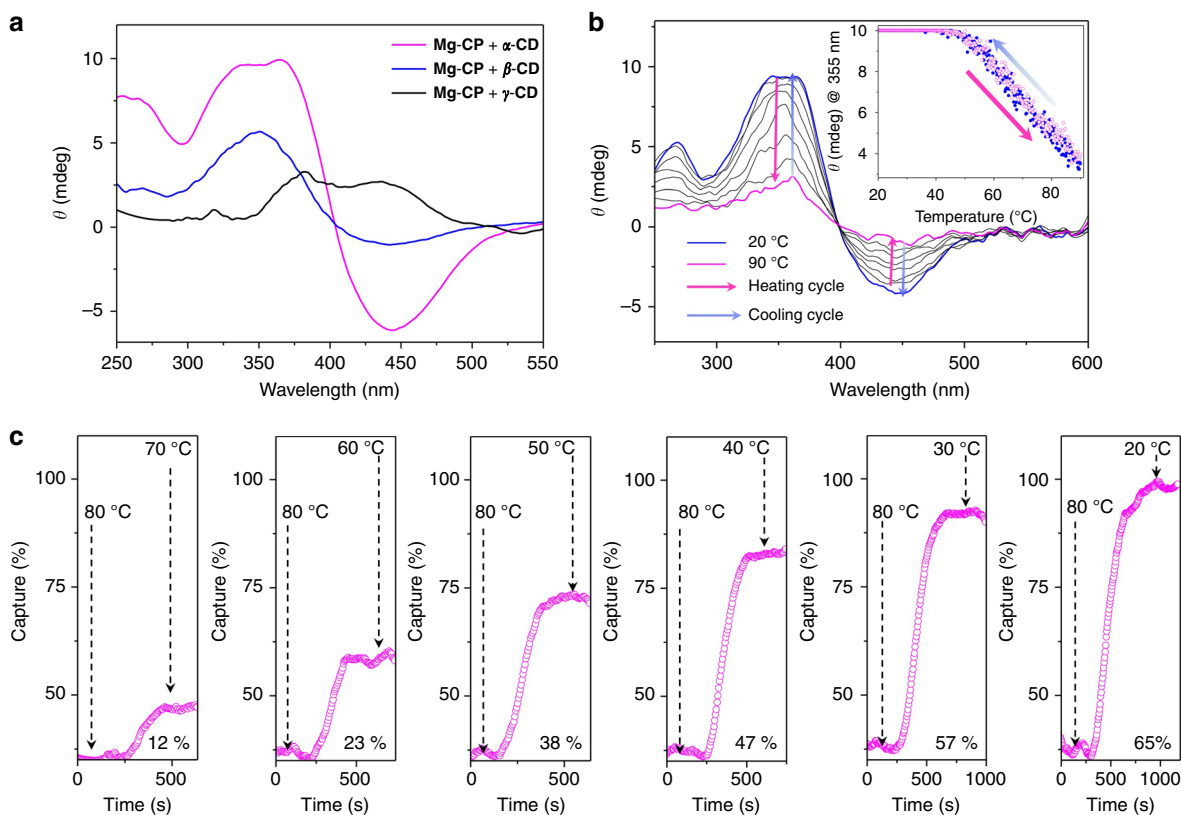 a
Mg-CP + α-CD
Mg-CP + β-CD
Mg-CP + γ-CD
10
5
0
−5
θ (mdeg)
250 300 350 400 450 500 550
Wavelength (nm)
b
10
5
0
−5
θ (mdeg)
20 °C
90 °C
Heating cycle
Cooling cycle
300 400 500 600
Wavelength (nm)
10
8
6
4
θ (mdeg) @ 355 nm
20 40 60 80
Temperature (°C)
c
100
75
50
Capture (%)
70 °C
80 °C
12 %
0 500
Time (s)
100
75
50
Capture (%)
60 °C
80 °C
23 %
0 500
Time (s)
100
75
50
Capture (%)
50 °C
80 °C
38 %
0 500
Time (s)
100
75
50
Capture (%)
40 °C
80 °C
47 %
0 500
Time (s)
100
75
50
Capture (%)
30 °C
80 °C
57 %
0 500 1000
Time (s)
100
75
50
Capture (%)
20 °C
80 °C
65%
0 500 1000
Time (s)